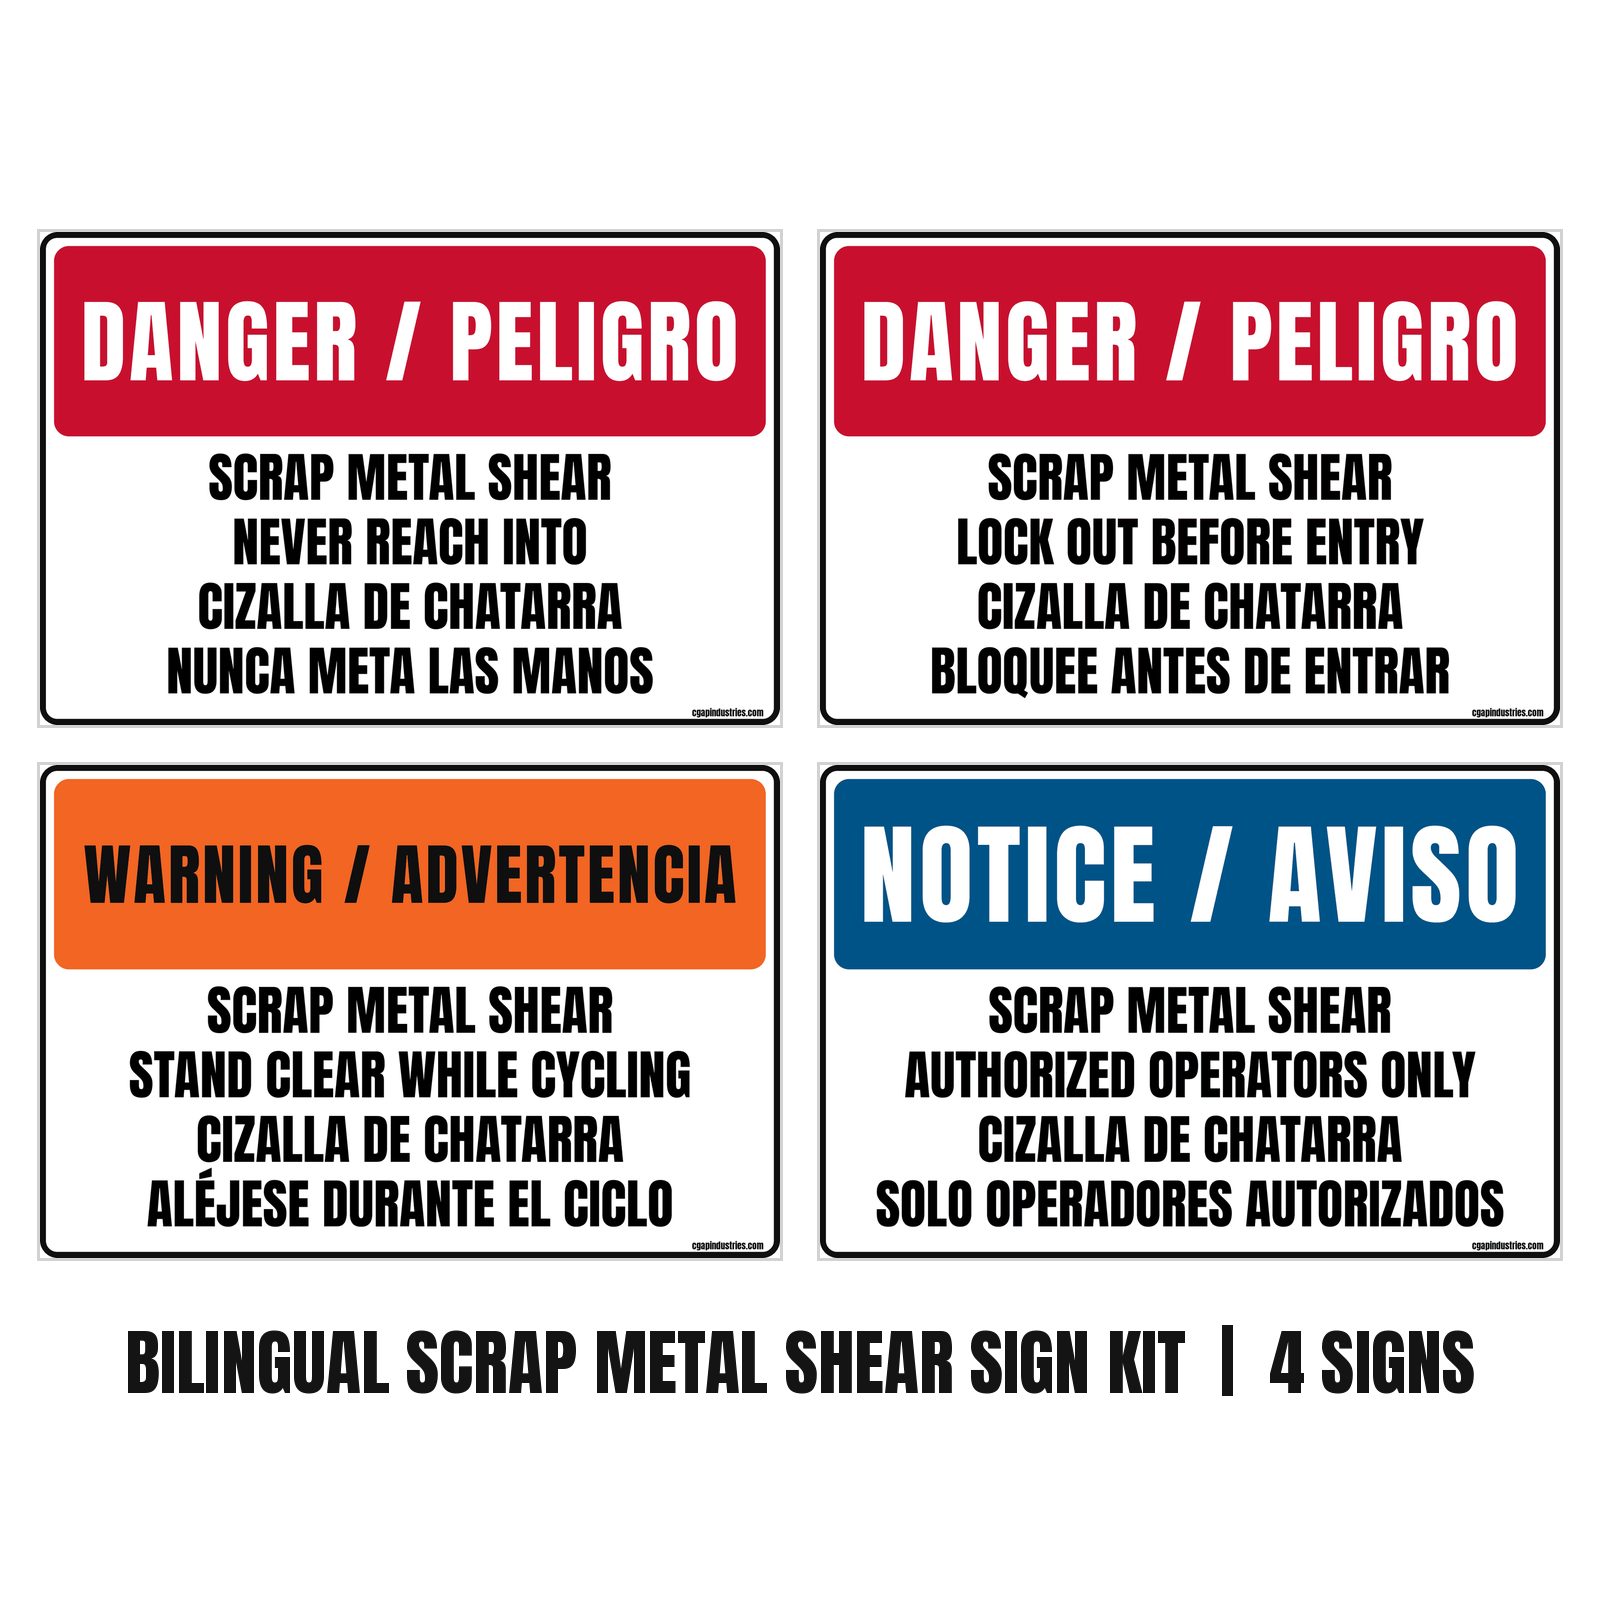 DANGER / PELIGRO
SCRAP METAL SHEAR
NEVER REACH INTO
CIZALLA DE CHATARRA
NUNCA META LAS MANOS
cgapindustries.com
DANGER / PELIGRO
SCRAP METAL SHEAR
LOCK OUT BEFORE ENTRY
CIZALLA DE CHATARRA
BLOQUEE ANTES DE ENTRAR
cgapindustries.com
WARNING / ADVERTENCIA
SCRAP METAL SHEAR
STAND CLEAR WHILE CYCLING
CIZALLA DE CHATARRA
ALÉJESE DURANTE EL CICLO
cgapindustries.com
NOTICE / AVISO
SCRAP METAL SHEAR
AUTHORIZED OPERATORS ONLY
CIZALLA DE CHATARRA
SOLO OPERADORES AUTORIZADOS
cgapindustries.com
BILINGUAL SCRAP METAL SHEAR SIGN KIT | 4 SIGNS